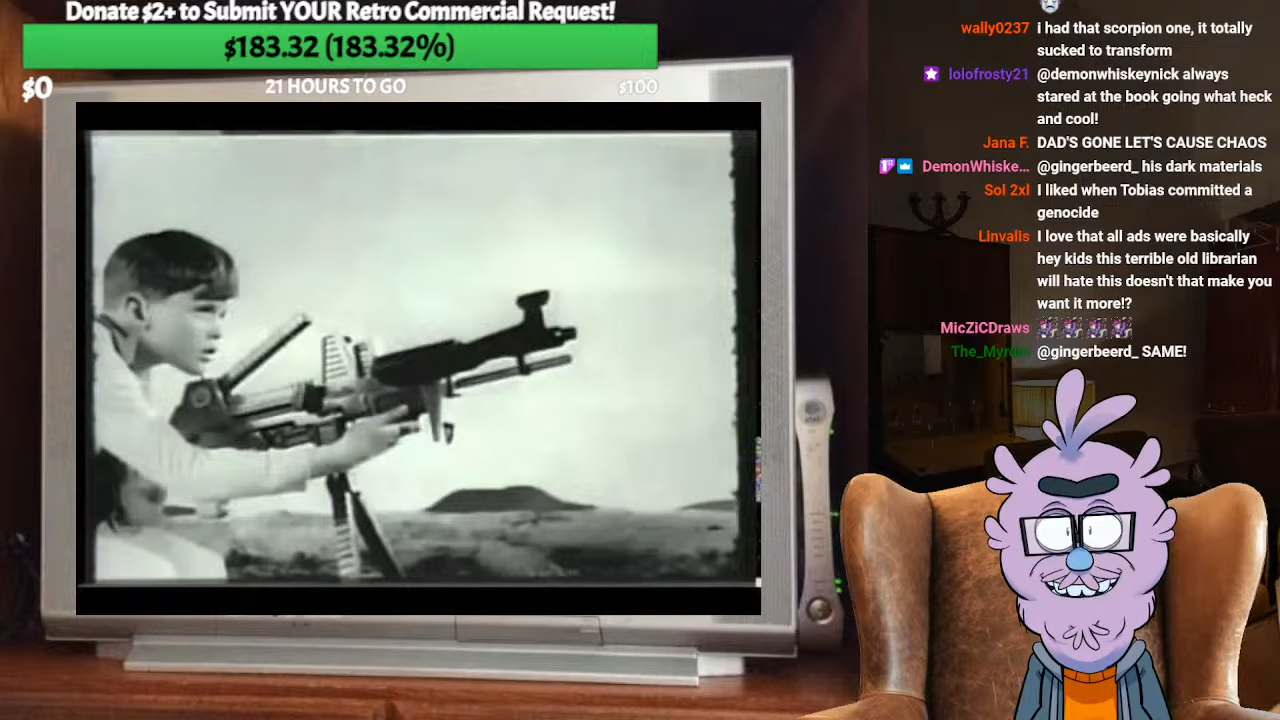 Donate $2+ to Submit YOUR Retro Commercial Request!
$183.32 (183.32%)
$0
21 HOURS TO GO
$100
wally0237 i had that scorpion one, it totally
sucked to transform
lolofrosty21 @demonwhiskeynick always
stared at the book going what heck
and cool!
Jana F. DAD'S GONE LET'S CAUSE CHAOS
1ST DemonWhiske… @gingerbeerd_ his dark materials
Sol 2xl I liked when Tobias committed a
genocide
Linvalis I love that all ads were basically
hey kids this terrible old librarian
will hate this doesn't that make you
want it more!?
MicZiCDraws
@gingerbeerd_ SAME!